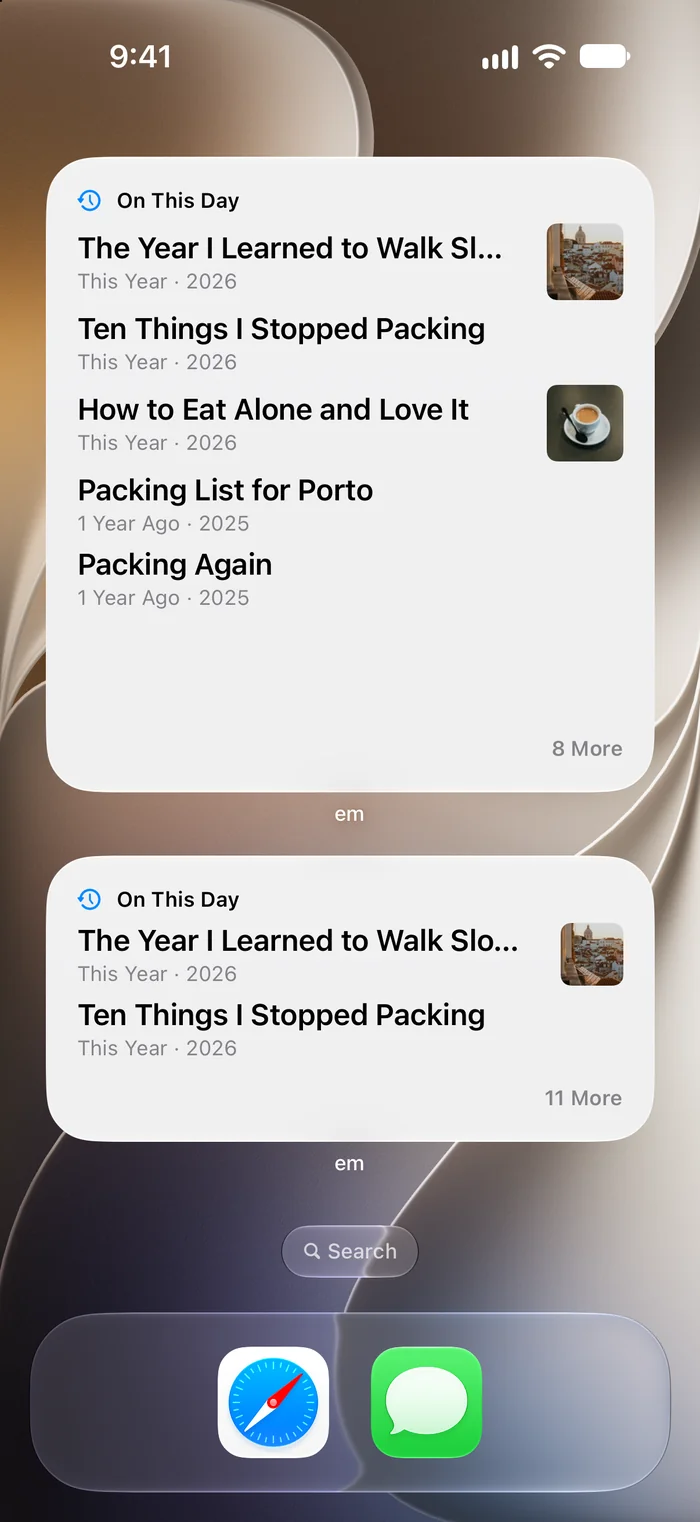 9:41
On This Day
The Year I Learned to Walk Sl...
This Year · 2026
Ten Things I Stopped Packing
This Year · 2026
How to Eat Alone and Love It
This Year · 2026
Packing List for Porto
1 Year Ago · 2025
Packing Again
1 Year Ago · 2025
8 More
em
On This Day
The Year I Learned to Walk Slo...
This Year · 2026
Ten Things I Stopped Packing
This Year · 2026
11 More
em
Search